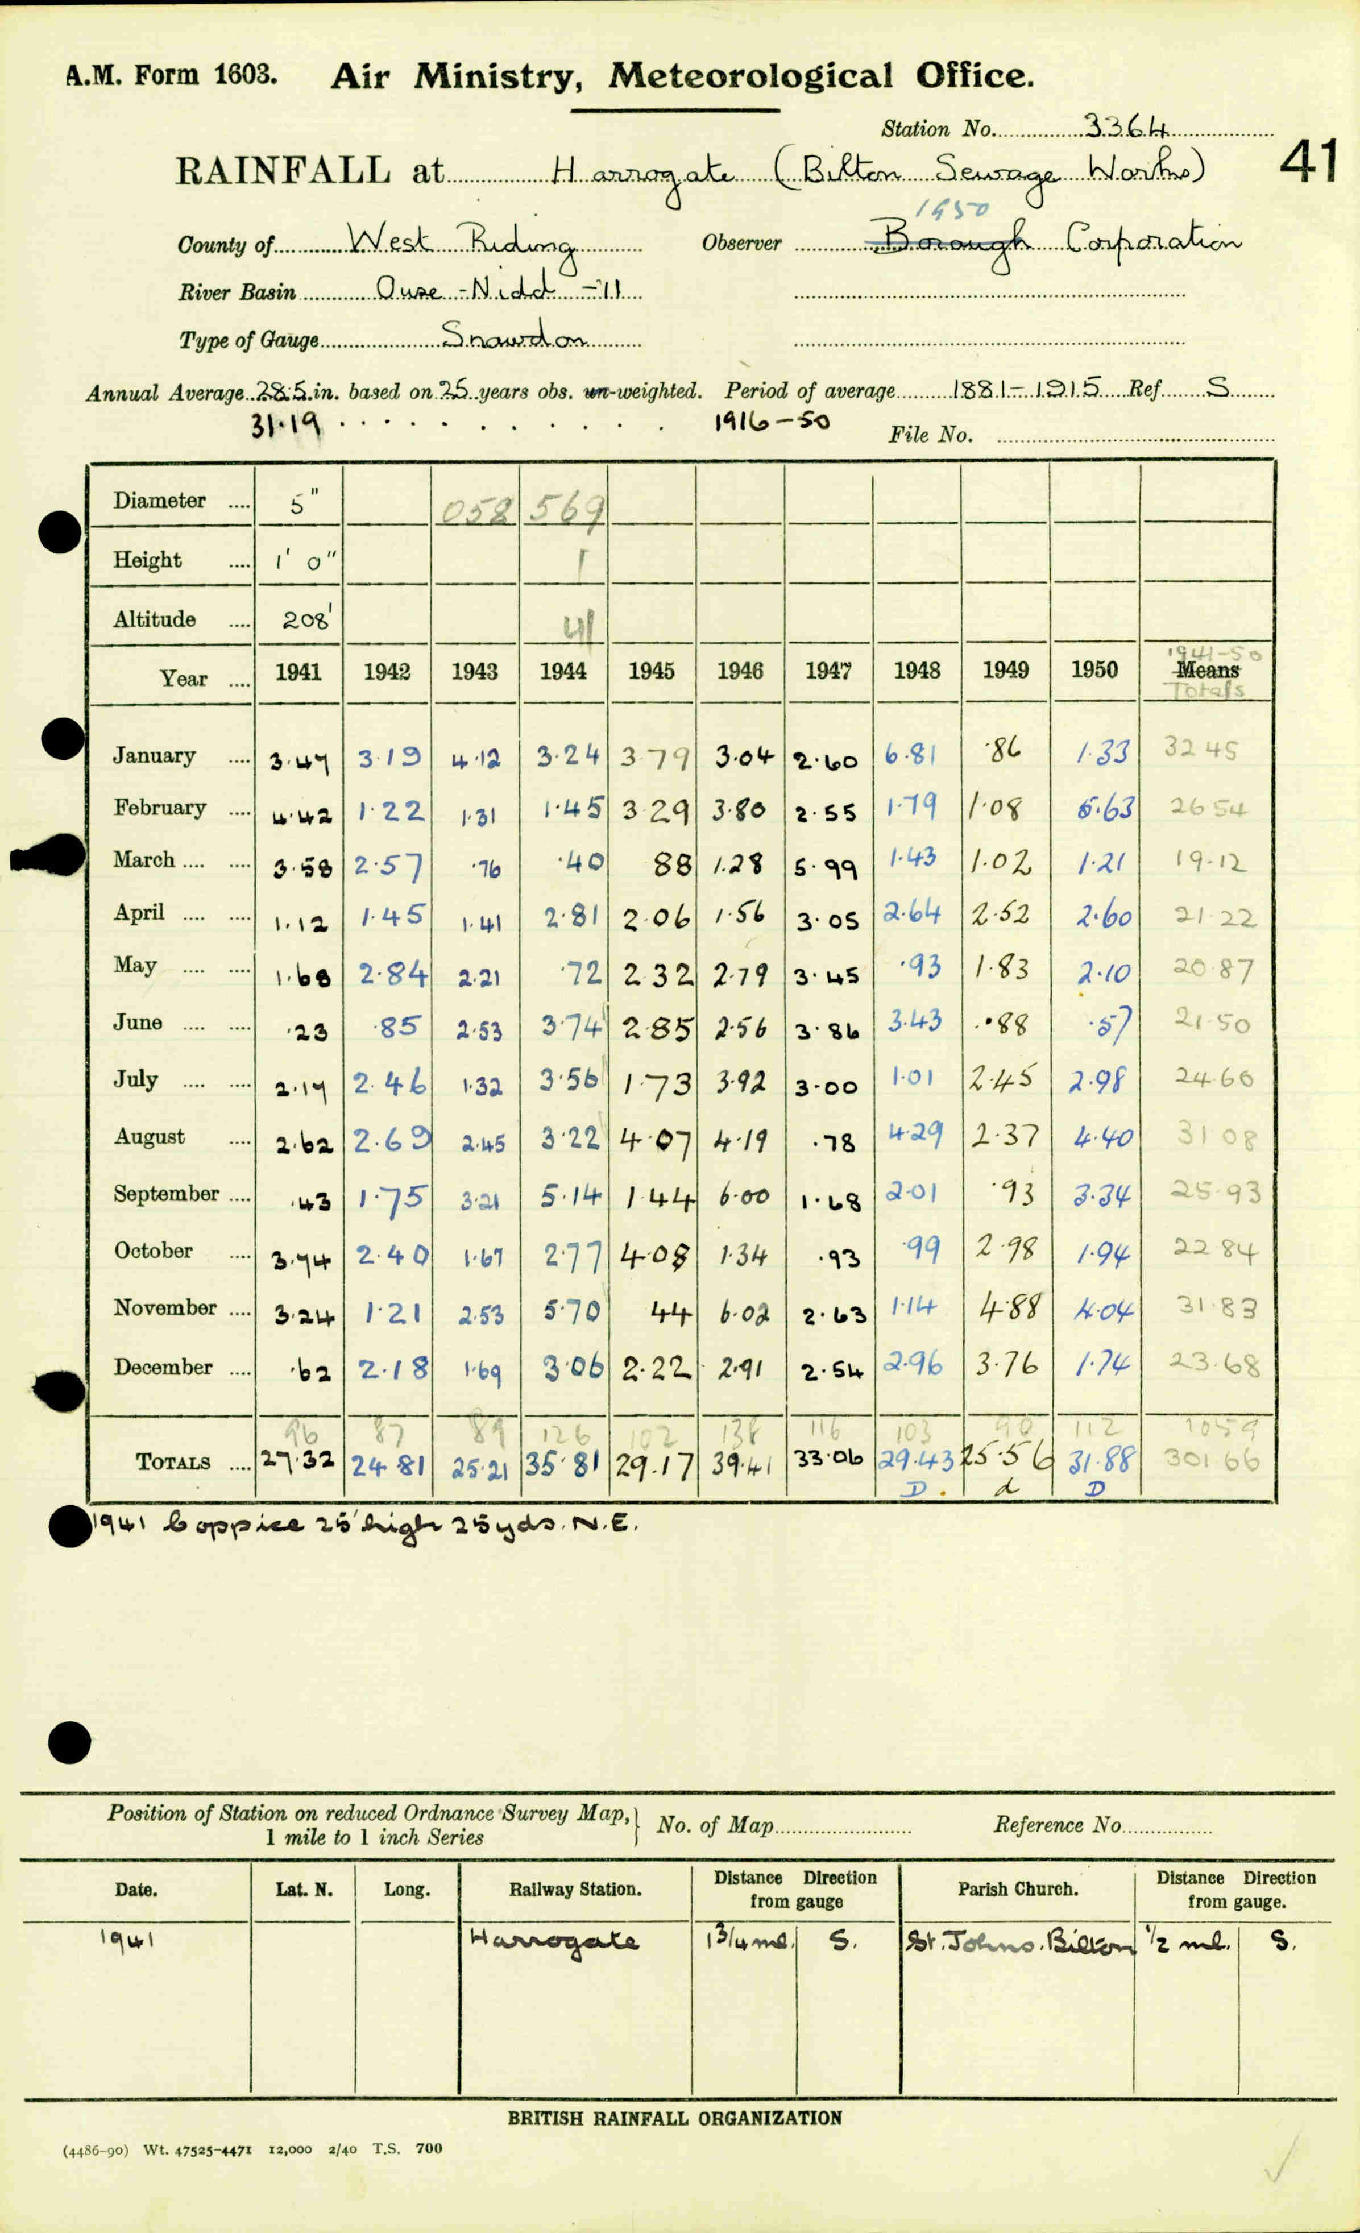 A.M. Form 1603. Air Ministry, Meteorological Office.
Station No. 3364
41
RAINFALL at Harrogate (Bilton Sewage Works)
1950
County of West Riding Observer Borough Corporation
River Basin Ouse - Nidd - 11
Type of Gauge Snowdon
Annual Average 28.5 in. based on 25 years obs. un-weighted. Period of average 1881-1915 Ref S
31.19 . . . . . . . . . . . . 1916-50
File No.
Diameter .... 5" 058 569
Height .... 1' 0" 1
Altitude .... 208' 41
1941-50
Year .... 1941 1942 1943 1944 1945 1946 1947 1948 1949 1950 Means
Totals
January .... 3.47 3.19 4.12 3.24 3 79 3.04 2.60 6.81 .86 1.33 32 45
February .... 4.42 1.22 1.31 1.45 3 29 3.80 2.55 1.79 1.08 5.63 26 54
March .... .... 3.58 2.57 .76 .40 88 1.28 5.99 1.43 1.02 1.21 19.12
April .... .... 1.12 1.45 1.41 2.81 2.06 1.56 3.05 2.64 2.52 2.60 21.22
May .... .... 1.68 2.84 2.21 .72 2 32 2.79 3.45 .93 1.83 2.10 20.87
June .... .... .23 .85 2.53 3.74 2.85 2.56 3.86 3.43 .88 .57 21.50
July .... .... 2.17 2.46 1.32 3.56 1.73 3.92 3.00 1.01 2.45 2.98 24.60
August .... 2.62 2.69 2.45 3.22 4.07 4.19 .78 4.29 2.37 4.40 31 08
September .... .43 1.75 3.21 5.14 1 44 6.00 1.68 2.01 .93 3.34 25.93
October .... 3.74 2.40 1.67 2.77 4.08 1.34 .93 .99 2.98 1.94 22 84
November .... 3.24 1.21 2.53 5.70 44 6.02 2.63 1.14 4.88 4.04 31.83
December .... .62 2.18 1.69 3.06 2.22 2.91 2.54 2.96 3.76 1.74 23.68
96 87 89 126 102 138 116 103 90 112 1059
TOTALS .... 27.32 24.81 25.21 35.81 29.17 39.41 33.06 29.43 25.56 31.88 301 66
D. d D
1941 Coppice 25' high 25yds. N.E.
Position of Station on reduced Ordnance Survey Map, } No. of Map Reference No.
1 mile to 1 inch Series
Date. Lat. N. Long. Railway Station. Distance Direction from gauge Parish Church. Distance Direction from gauge.
1941 Harrogate 1 3/4 ml. S. St. Johns. Bilton 1/2 ml. S.
BRITISH RAINFALL ORGANIZATION
(4486-90) Wt. 47525-4471 12,000 2/40 T.S. 700